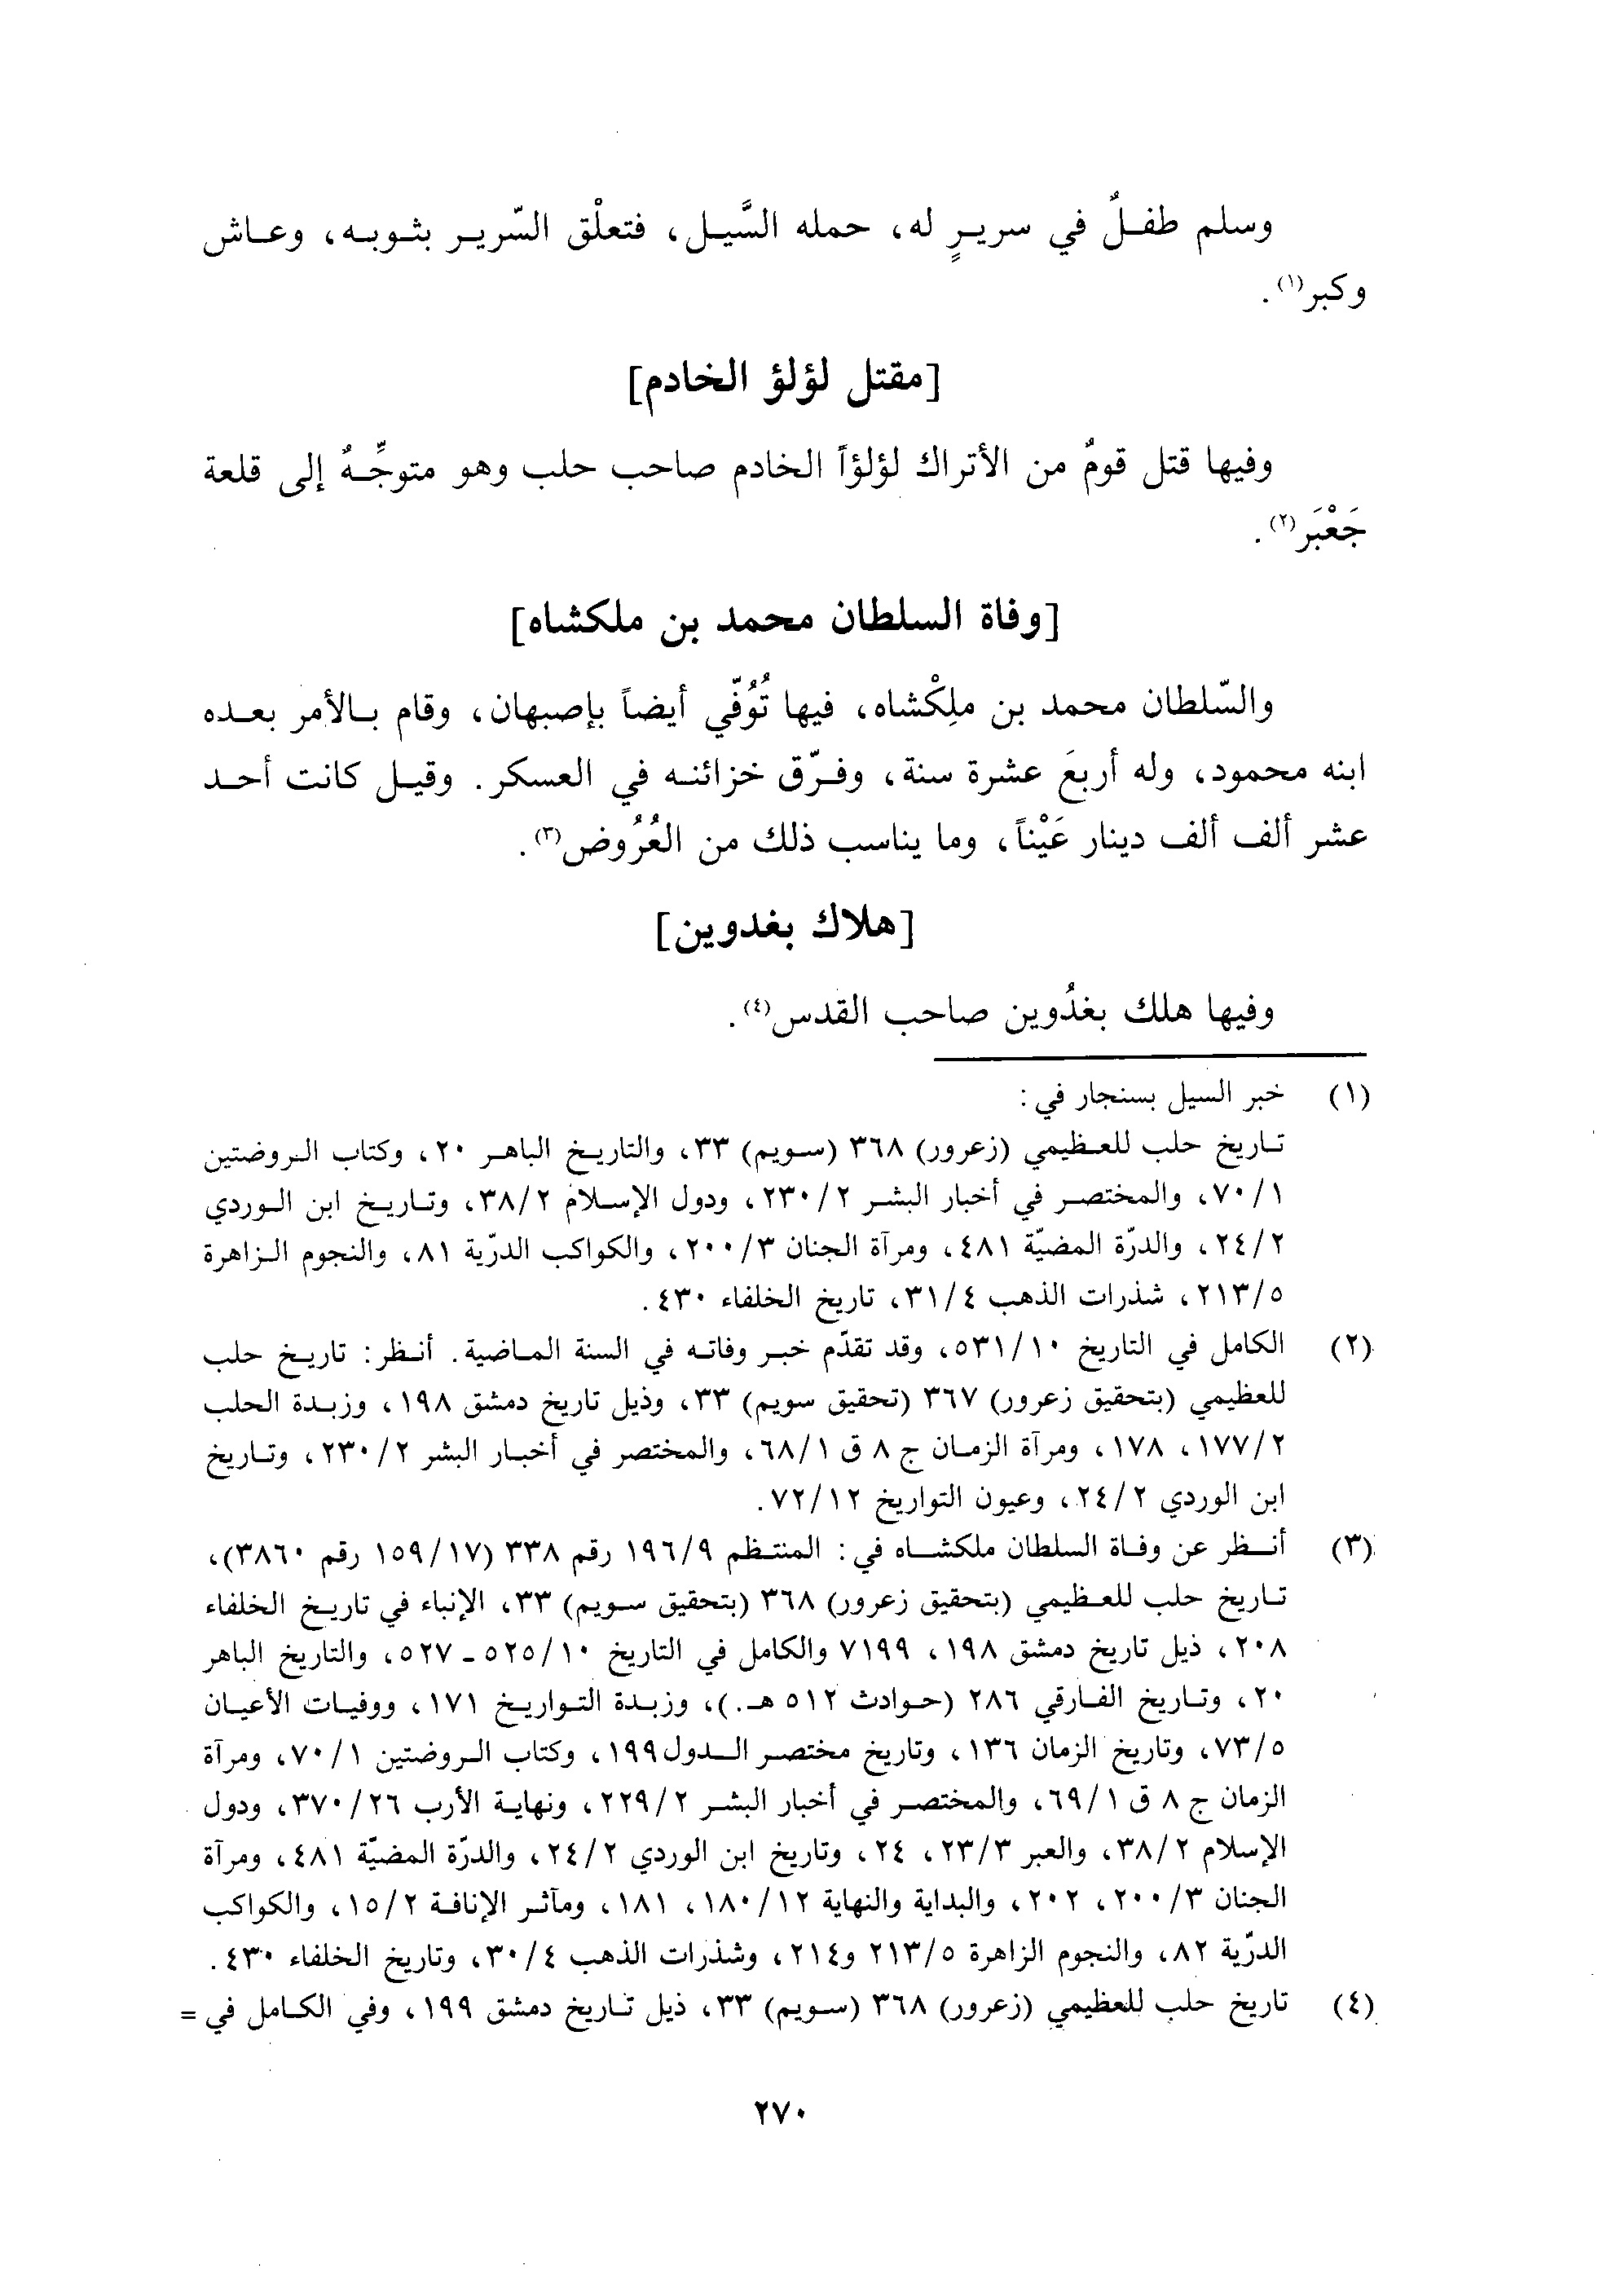 وسلم طفلٌ في سريرٍ له، حمله السَّيل، فتعلْق السّرير بثوبه، وعاش
وكبر(١).
[مقتل لؤلؤ الخادم]
وفيها قتل قومٌ من الأتراك لؤلؤاً الخادم صاحب حلب وهو متوجِّهٌ إلى قلعة
جَعْبَر(٢).
[وفاة السلطان محمد بن ملكشاه]
والسّلطان محمد بن ملِكْشاه، فيها تُوُفّي أيضاً بإصبهان، وقام بالأمر بعده
ابنه محمود، وله أربعَ عشرة سنة، وفرّق خزائنه في العسكر. وقيل كانت أحد
عشر ألف ألف دينار عَيْناً، وما يناسب ذلك من العُرُوض(٣).
[هلاك بغدوين]
وفيها هلك بغدُوين صاحب القدس(٤).
(١) خبر السيل بسنجار في:
تاريخ حلب للعظيمي (زعرور) ٣٦٨ (سويم) ٣٣، والتاريخ الباهر ٢٠، وكتاب الروضتين
٧٠/١، والمختصر في أخبار البشر ٢٣٠/٢، ودول الإسلام ٣٨/٢، وتاريخ ابن الوردي
٢٤/٢، والدرّة المضيّة ٤٨١، ومرآة الجنان ٢٠٠/٣، والكواكب الدرّية ٨١، والنجوم الزاهرة
٢١٣/٥، شذرات الذهب ٣١/٤، تاريخ الخلفاء ٤٣٠.
(٢) الكامل في التاريخ ٥٣١/١٠، وقد تقدّم خبر وفاته في السنة الماضية. أنظر: تاريخ حلب
للعظيمي (بتحقيق زعرور) ٣٦٧ (تحقيق سويم) ٣٣، وذيل تاريخ دمشق ١٩٨، وزبدة الحلب
١٧٧/٢، ١٧٨، ومرآة الزمان ج ٨ ق ٦٨/١، والمختصر في أخبار البشر ٢٣٠/٢، وتاريخ
ابن الوردي ٢٤/٢، وعيون التواريخ ٧٢/١٢.
(٣) أنظر عن وفاة السلطان ملكشاه في: المنتظم ١٩٦/٩ رقم ٣٣٨ (١٥٩/١٧ رقم ٣٨٦٠)،
تاريخ حلب للعظيمي (بتحقيق زعرور) ٣٦٨ (بتحقيق سويم) ٣٣، الإنباء في تاريخ الخلفاء
٢٠٨، ذيل تاريخ دمشق ١٩٨، ٧١٩٩ والكامل في التاريخ ٥٢٥/١٠ ـ ٥٢٧، والتاريخ الباهر
٢٠، وتاريخ الفارقي ٢٨٦ (حوادث ٥١٢ هـ.)، وزبدة التواريخ ١٧١، ووفيات الأعيان
٧٣/٥، وتاريخ الزمان ١٣٦، وتاريخ مختصر الدول ١٩٩، وكتاب الروضتين ٧٠/١، ومرآة
الزمان ج ٨ ق ٦٩/١، والمختصر في أخبار البشر ٢٢٩/٢، ونهاية الأرب ٣٧٠/٢٦، ودول
الإسلام ٣٨/٢، والعبر ٢٣/٣، ٢٤، وتاريخ ابن الوردي ٢٤/٢، والدرّة المضيّة ٤٨١، ومرآة
الجنان ٢٠٠/٣، ٢٠٢، والبداية والنهاية ١٨٠/١٢، ١٨١، ومآثر الإنافة ١٥/٢، والكواكب
الدرّية ٨٢، والنجوم الزاهرة ٢١٣/٥ و٢١٤، وشذرات الذهب ٣٠/٤، وتاريخ الخلفاء ٤٣٠.
(٤) تاريخ حلب للعظيمي (زعرور) ٣٦٨ (سويم) ٣٣، ذيل تاريخ دمشق ١٩٩، وفي الكامل في =
٢٧٠